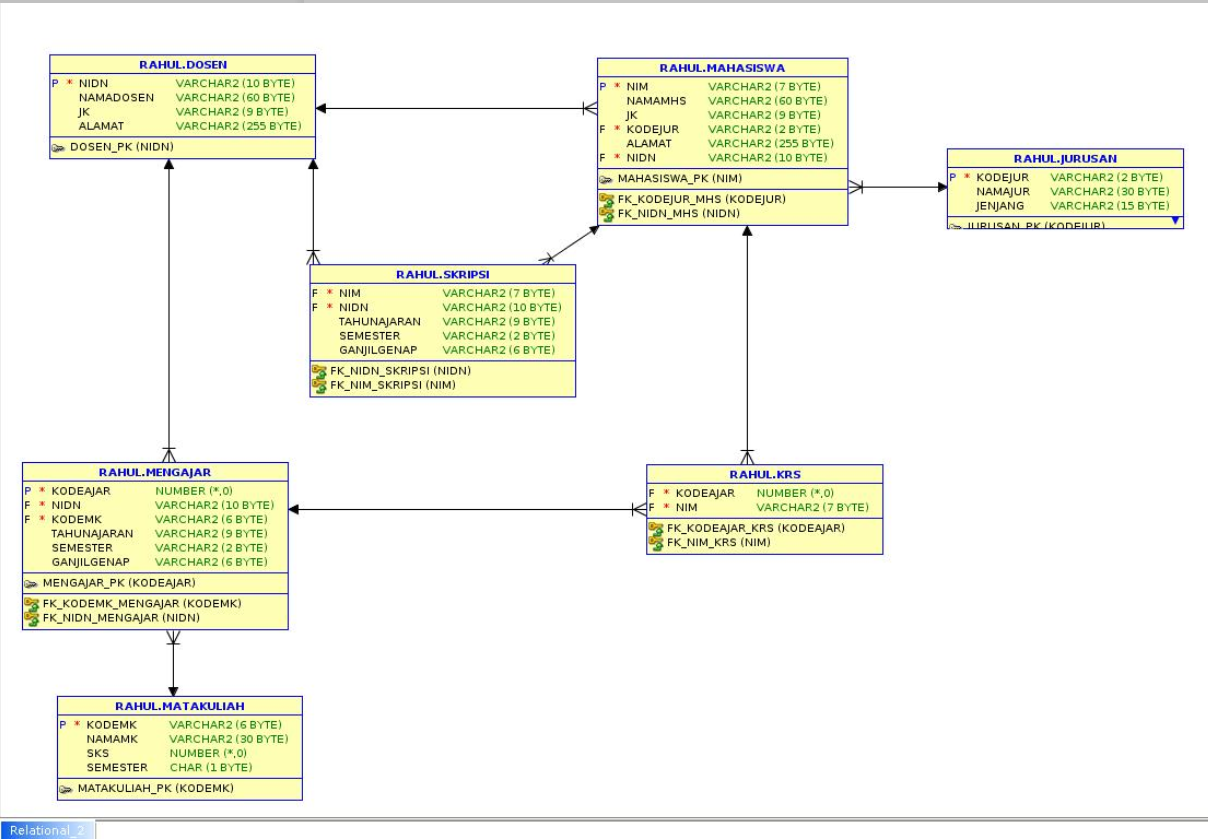 RAHUL.DOSEN
P * NIDN VARCHAR2 (10 BYTE)
NAMADOSEN VARCHAR2 (60 BYTE)
JK VARCHAR2 (9 BYTE)
ALAMAT VARCHAR2 (255 BYTE)
DOSEN_PK (NIDN)
RAHUL.MAHASISWA
P * NIM VARCHAR2 (7 BYTE)
NAMAMHS VARCHAR2 (60 BYTE)
JK VARCHAR2 (9 BYTE)
F * KODEJUR VARCHAR2 (2 BYTE)
ALAMAT VARCHAR2 (255 BYTE)
F * NIDN VARCHAR2 (10 BYTE)
MAHASISWA_PK (NIM)
FK_KODEJUR_MHS (KODEJUR)
FK_NIDN_MHS (NIDN)
RAHUL.JURUSAN
P * KODEJUR VARCHAR2 (2 BYTE)
NAMAJUR VARCHAR2 (30 BYTE)
JENJANG VARCHAR2 (15 BYTE)
JURUSAN_PK (KODEJUR)
RAHUL.SKRIPSI
F * NIM VARCHAR2 (7 BYTE)
F * NIDN VARCHAR2 (10 BYTE)
TAHUNAJARAN VARCHAR2 (9 BYTE)
SEMESTER VARCHAR2 (2 BYTE)
GANJILGENAP VARCHAR2 (6 BYTE)
FK_NIDN_SKRIPSI (NIDN)
FK_NIM_SKRIPSI (NIM)
RAHUL.MENGAJAR
P * KODEAJAR NUMBER (*,0)
F * NIDN VARCHAR2 (10 BYTE)
F * KODEMK VARCHAR2 (6 BYTE)
TAHUNAJARAN VARCHAR2 (9 BYTE)
SEMESTER VARCHAR2 (2 BYTE)
GANJILGENAP VARCHAR2 (6 BYTE)
MENGAJAR_PK (KODEAJAR)
FK_KODEMK_MENGAJAR (KODEMK)
FK_NIDN_MENGAJAR (NIDN)
RAHUL.KRS
F * KODEAJAR NUMBER (*,0)
F * NIM VARCHAR2 (7 BYTE)
FK_KODEAJAR_KRS (KODEAJAR)
FK_NIM_KRS (NIM)
RAHUL.MATAKULIAH
P * KODEMK VARCHAR2 (6 BYTE)
NAMAMK VARCHAR2 (30 BYTE)
SKS NUMBER (*,0)
SEMESTER CHAR (1 BYTE)
MATAKULIAH_PK (KODEMK)
Relational_2